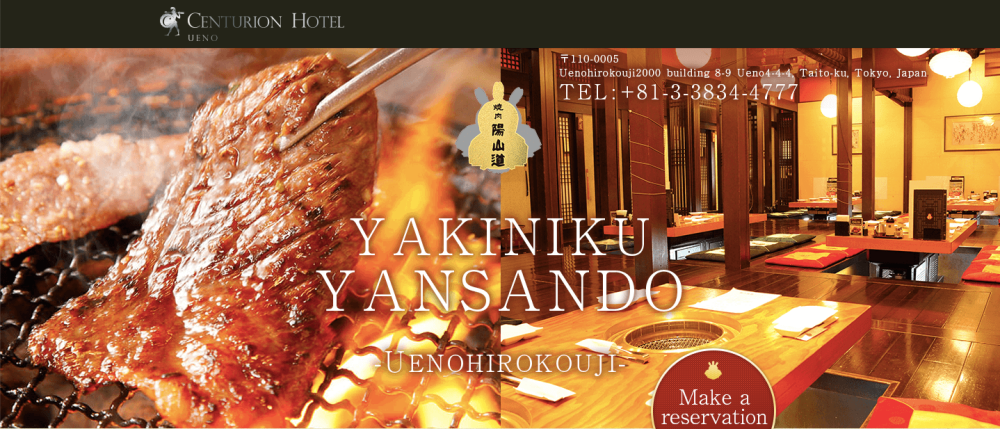 CENTURION HOTEL
UENO
〒110-0005
Uenohirokouji2000 building 8-9 Ueno4-4-4, Taito-ku, Tokyo, Japan
TEL:+81-3-3834-4777
焼肉
陽山道
YAKINIKU
YANSANDO
-UENOHIROKOUJI-
Make a
reservation